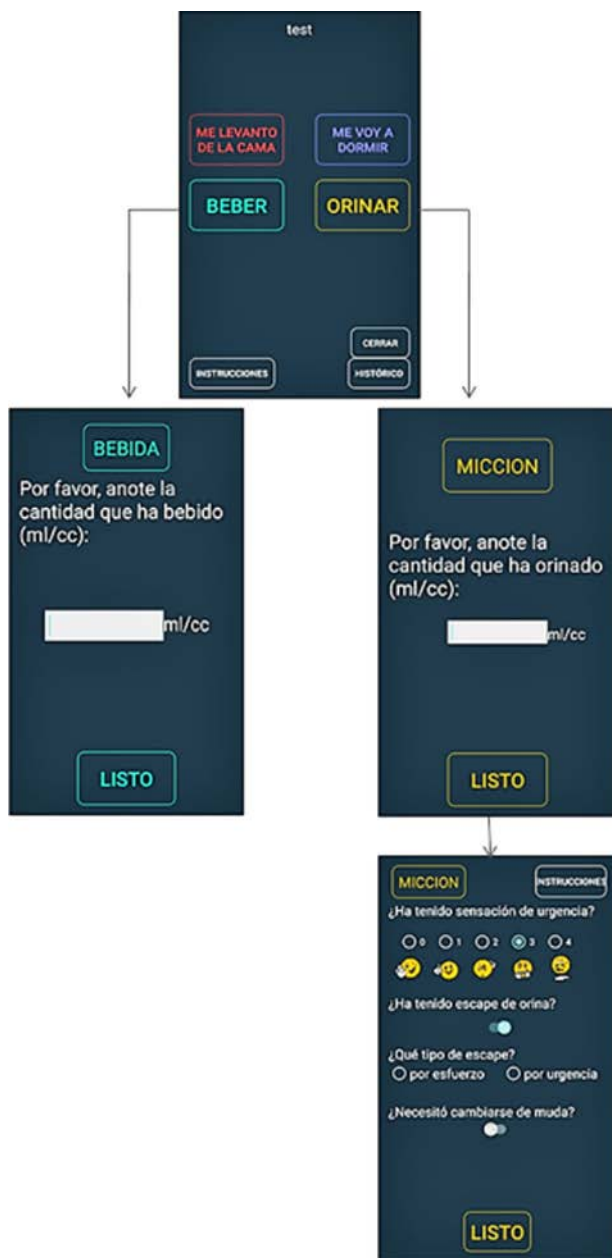 test
ME LEVANTO
DE LA CAMA
ME VOY A
DORMIR
BEBER
ORINAR
CERRAR
INSTRUCCIONES
HISTÓRICO
BEBIDA
Por favor, anote la
cantidad que ha bebido
(ml/cc):
ml/cc
LISTO
MICCION
Por favor, anote la
cantidad que ha orinado
(ml/cc):
ml/cc
LISTO
MICCION
INSTRUCCIONES
¿Ha tenido sensación de urgencia?
0 1 2 3 4
¿Ha tenido escape de orina?
¿Qué tipo de escape?
por esfuerzo por urgencia
¿Necesitó cambiarse de muda?
LISTO